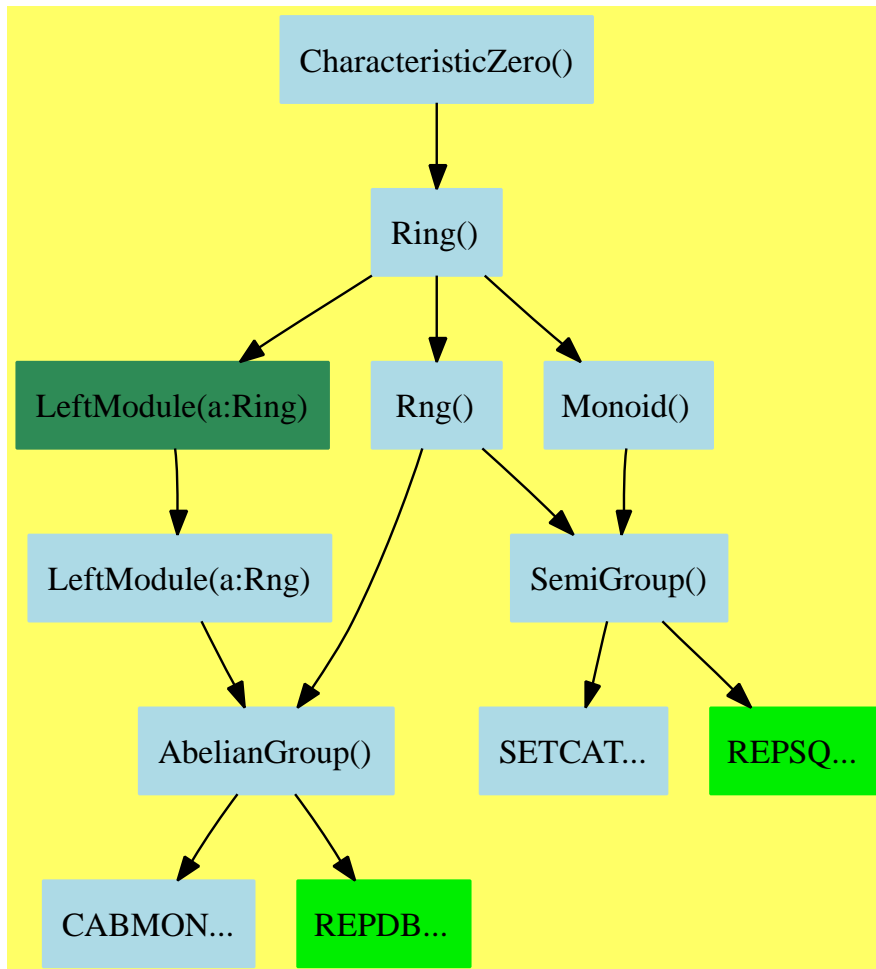 CharacteristicZero()
Ring()
LeftModule(a:Ring)
Rng()
Monoid()
LeftModule(a:Rng)
SemiGroup()
AbelianGroup()
SETCAT...
REPSQ...
CABMON...
REPDB...